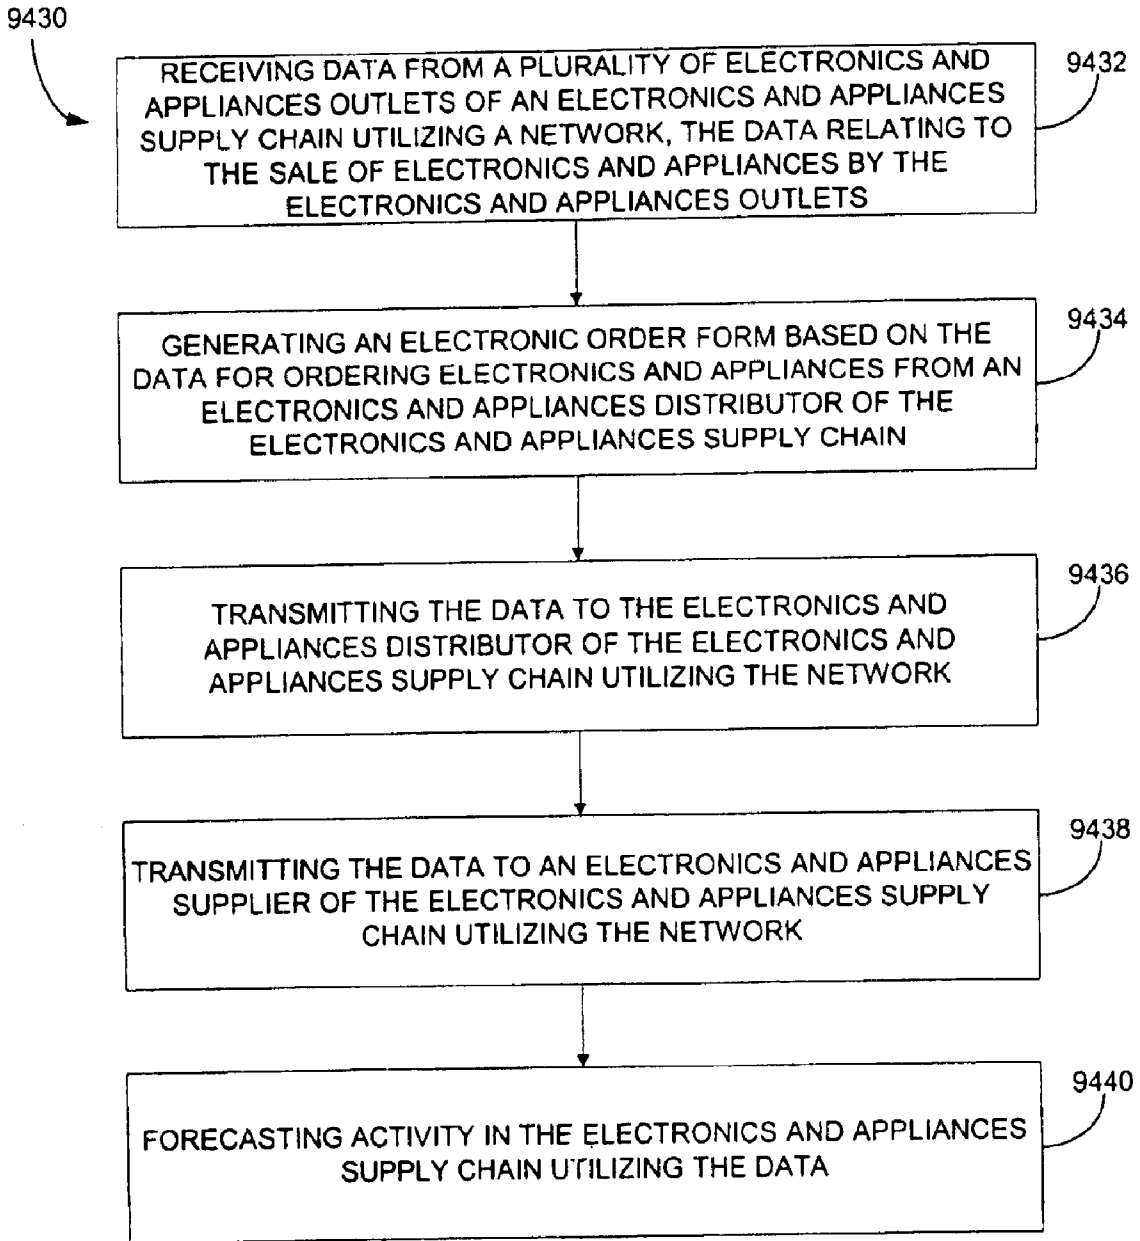 9430
RECEIVING DATA FROM A PLURALITY OF ELECTRONICS AND
APPLIANCES OUTLETS OF AN ELECTRONICS AND APPLIANCES
SUPPLY CHAIN UTILIZING A NETWORK, THE DATA RELATING TO
THE SALE OF ELECTRONICS AND APPLIANCES BY THE
ELECTRONICS AND APPLIANCES OUTLETS
9432
GENERATING AN ELECTRONIC ORDER FORM BASED ON THE
DATA FOR ORDERING ELECTRONICS AND APPLIANCES FROM AN
ELECTRONICS AND APPLIANCES DISTRIBUTOR OF THE
ELECTRONICS AND APPLIANCES SUPPLY CHAIN
9434
TRANSMITTING THE DATA TO THE ELECTRONICS AND
APPLIANCES DISTRIBUTOR OF THE ELECTRONICS AND
APPLIANCES SUPPLY CHAIN UTILIZING THE NETWORK
9436
TRANSMITTING THE DATA TO AN ELECTRONICS AND APPLIANCES
SUPPLIER OF THE ELECTRONICS AND APPLIANCES SUPPLY
CHAIN UTILIZING THE NETWORK
9438
FORECASTING ACTIVITY IN THE ELECTRONICS AND APPLIANCES
SUPPLY CHAIN UTILIZING THE DATA
9440